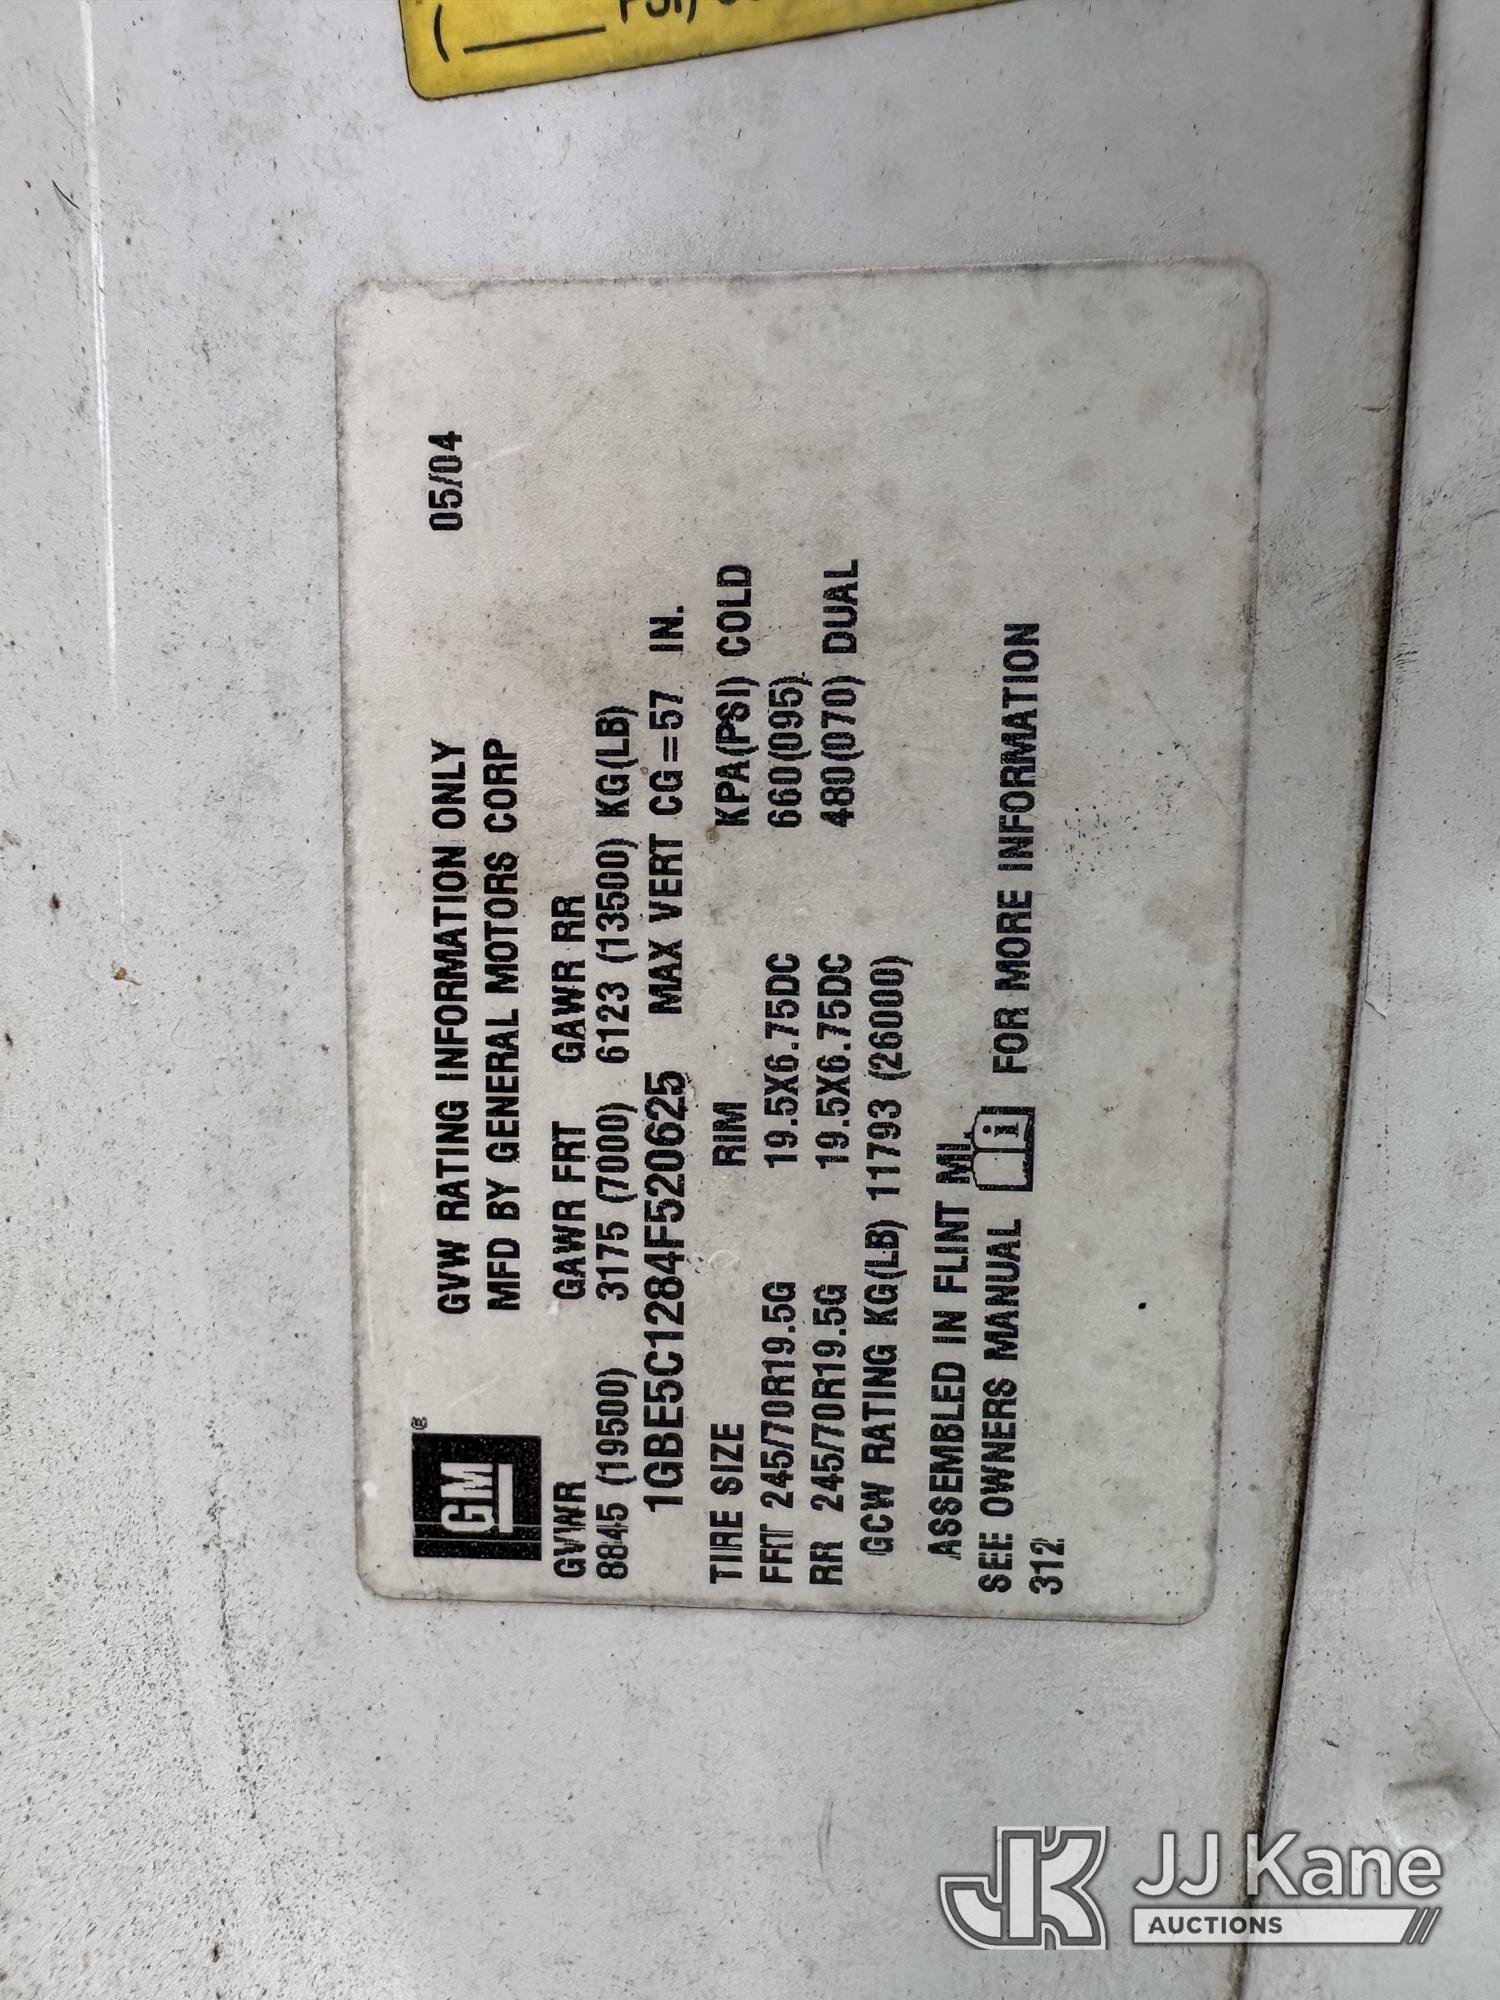 GM ®
GVW RATING INFORMATION ONLY 05/04
MFD BY GENERAL MOTORS CORP
GVWR GAWR FRT GAWR RR
8845 (19500) 3175 (7000) 6123 (13500) KG(LB)
1GBE5C1284F520625 MAX VERT CG=57 IN.
TIRE SIZE RIM KPA(PSI) COLD
FRT 245/70R19.5G 19.5X6.75DC 660(095)
RR 245/70R19.5G 19.5X6.75DC 480(070) DUAL
GCW RATING KG(LB) 11793 (26000)
ASSEMBLED IN FLINT MI.
SEE OWNERS MANUAL FOR MORE INFORMATION
312
JK JJ Kane
AUCTIONS